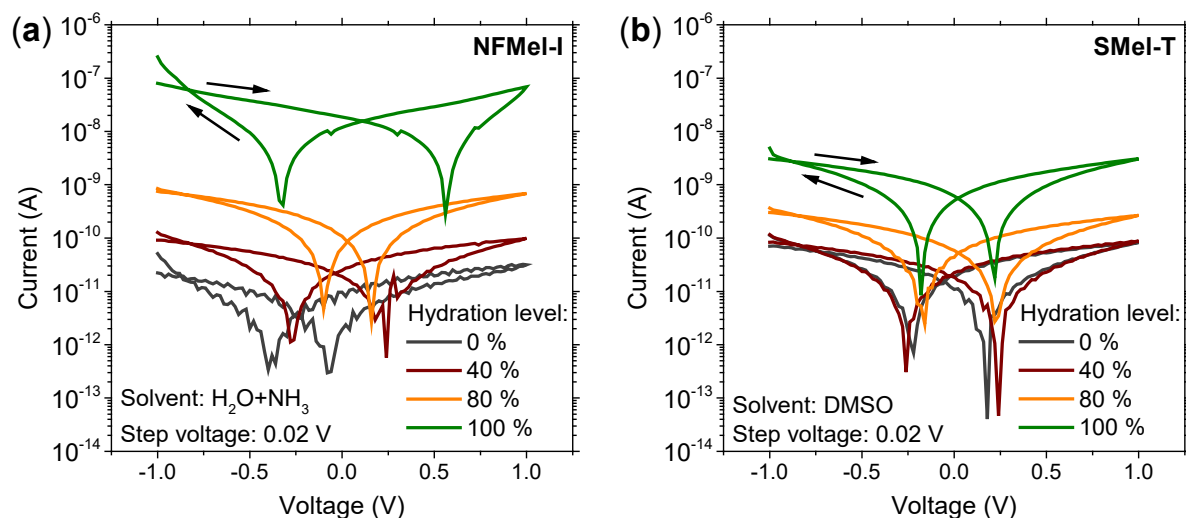 (a)
NFMel-I
Current (A)
10⁻⁶
10⁻⁷
10⁻⁸
10⁻⁹
10⁻¹⁰
10⁻¹¹
10⁻¹²
10⁻¹³
10⁻¹⁴
Hydration level:
0 %
40 %
80 %
100 %
Solvent: H₂O+NH₃
Step voltage: 0.02 V
-1.0 -0.5 0.0 0.5 1.0
Voltage (V)
(b)
SMel-T
Current (A)
10⁻⁶
10⁻⁷
10⁻⁸
10⁻⁹
10⁻¹⁰
10⁻¹¹
10⁻¹²
10⁻¹³
10⁻¹⁴
Hydration level:
0 %
40 %
80 %
100 %
Solvent: DMSO
Step voltage: 0.02 V
-1.0 -0.5 0.0 0.5 1.0
Voltage (V)